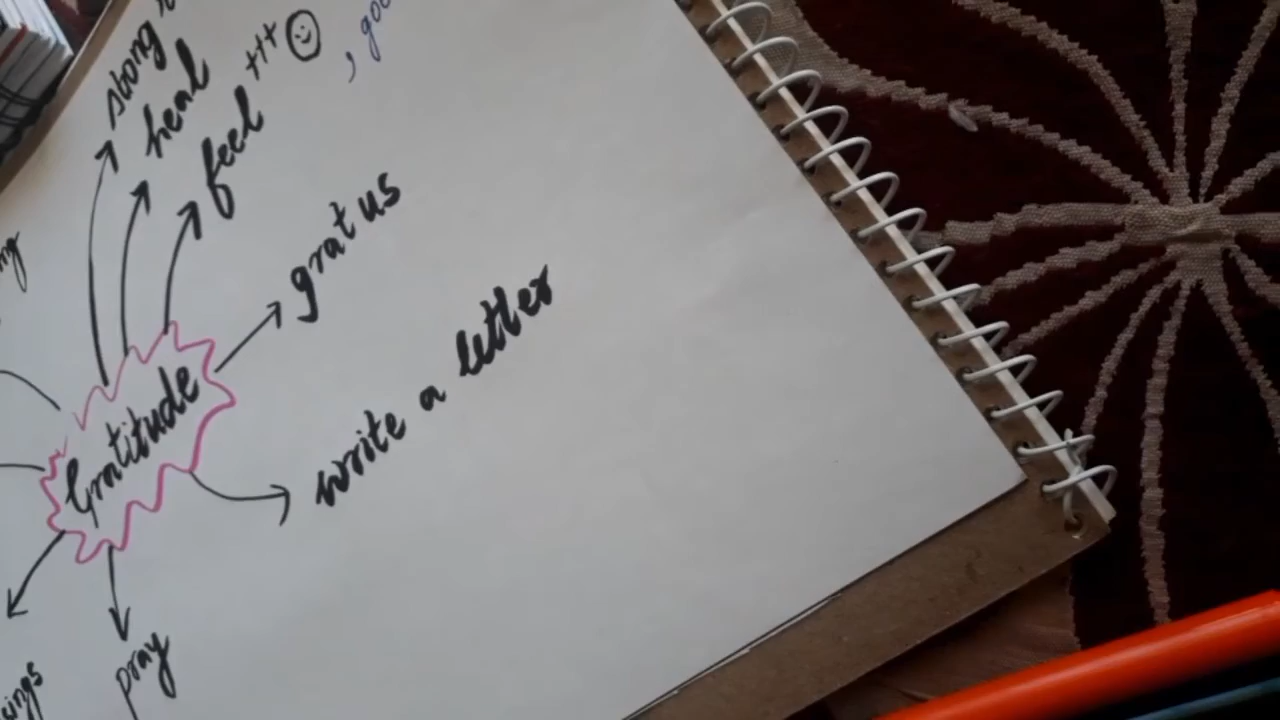 strong
heal
feel +++
, goo
grat us
write a letter
Gratitude
pray